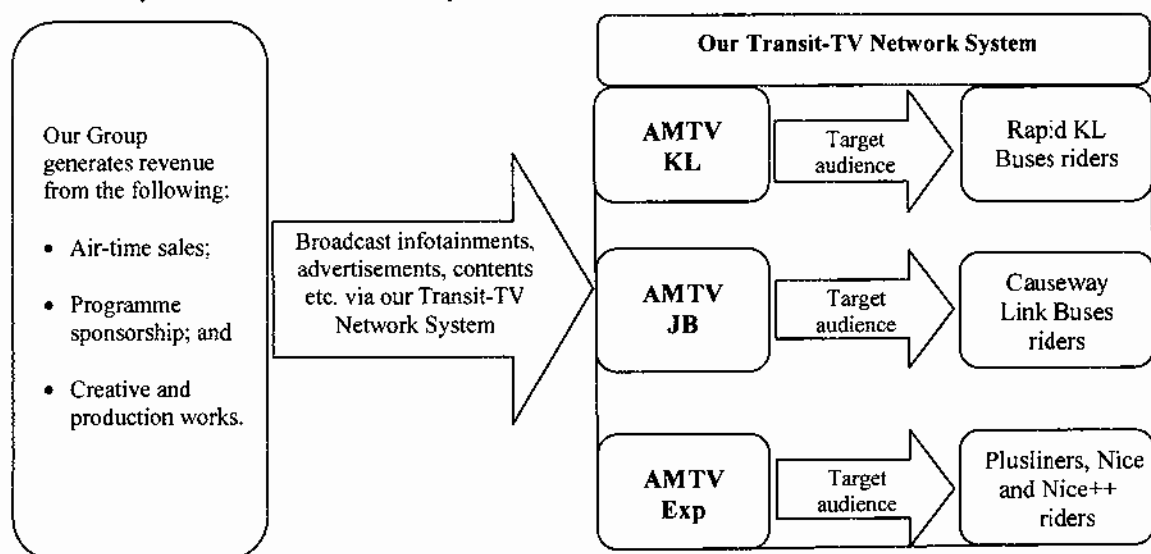 Our Group
generates revenue
from the following:
• Air-time sales;
• Programme
sponsorship; and
• Creative and
production works.
Broadcast infotainments,
advertisements, contents
etc. via our Transit-TV
Network System
Our Transit-TV Network System
AMTV
KL
Target
audience
Rapid KL
Buses riders
AMTV
JB
Target
audience
Causeway
Link Buses
riders
AMTV
Exp
Target
audience
Plusliners, Nice
and Nice++
riders